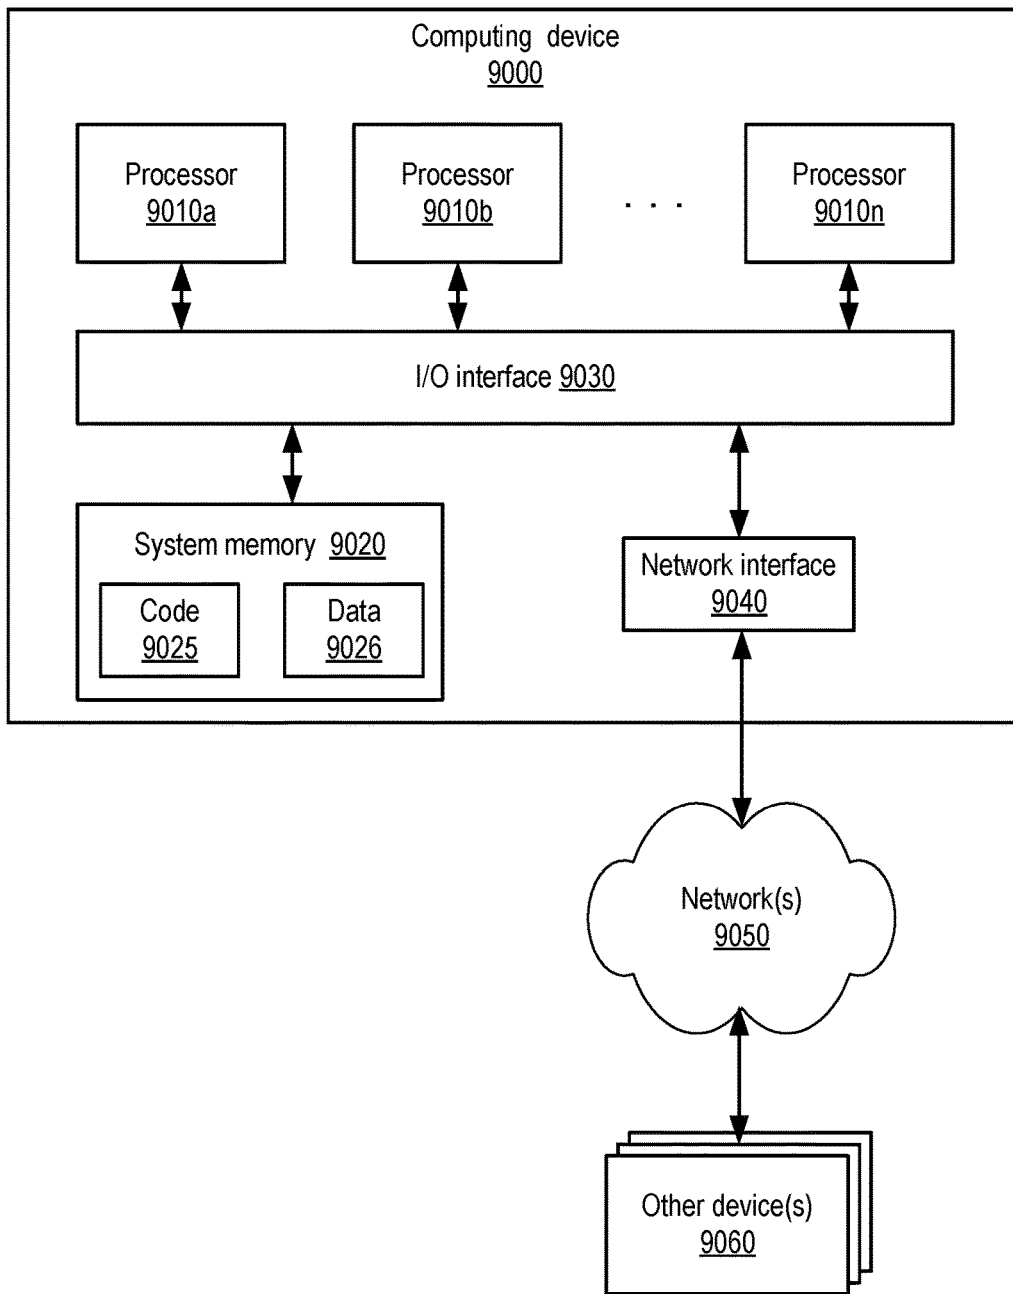 Computing device
9000
Processor
9010a
Processor
9010b
. . .
Processor
9010n
I/O interface 9030
System memory 9020
Code
9025
Data
9026
Network interface
9040
Network(s)
9050
Other device(s)
9060